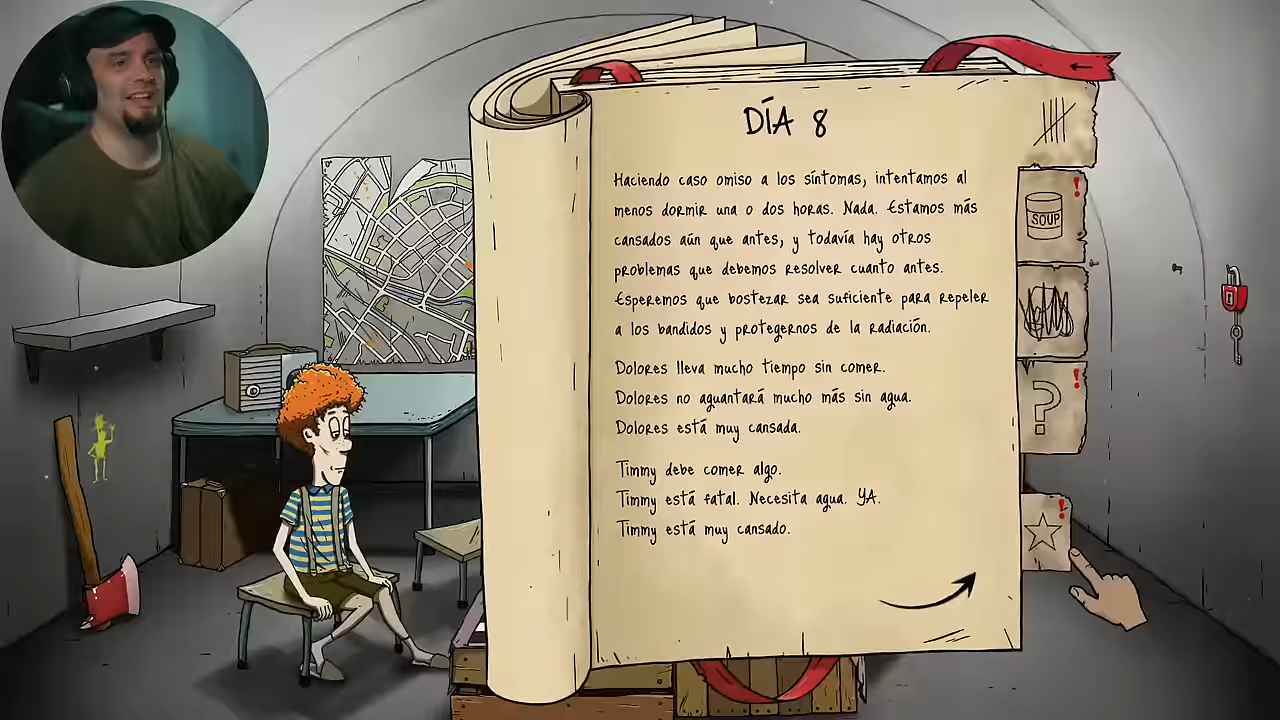 DÍA 8
Haciendo caso omiso a los síntomas, intentamos al
menos dormir una o dos horas. Nada. Estamos más
cansados aún que antes, y todavía hay otros
problemas que debemos resolver cuanto antes.
Esperemos que bostezar sea suficiente para repeler
a los bandidos y protegernos de la radiación.
Dolores lleva mucho tiempo sin comer.
Dolores no aguantará mucho más sin agua.
Dolores está muy cansada.
Timmy debe comer algo.
Timmy está fatal. Necesita agua. YA.
Timmy está muy cansado.
!
SOUP
?
!
!